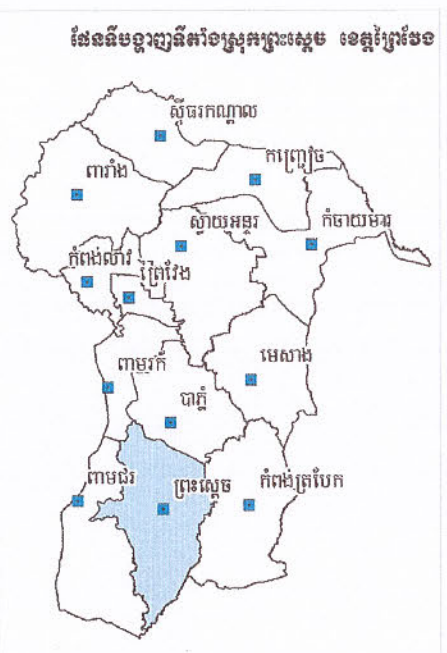 ផែនទីបង្ហាញទីតាំងស្រុកព្រះស្ដេច ខេត្តព្រៃវែង
ស៊ីធរកណ្ដាល
កញ្ជ្រៀច
ពារាំង
ស្វាយអន្ទរ
កំចាយមារ
កំពង់លាវ
ព្រៃវែង
ពាមរក៍
មេសាង
បាភ្នំ
ពាមជរ
ព្រះស្ដេច
កំពង់ត្របែក